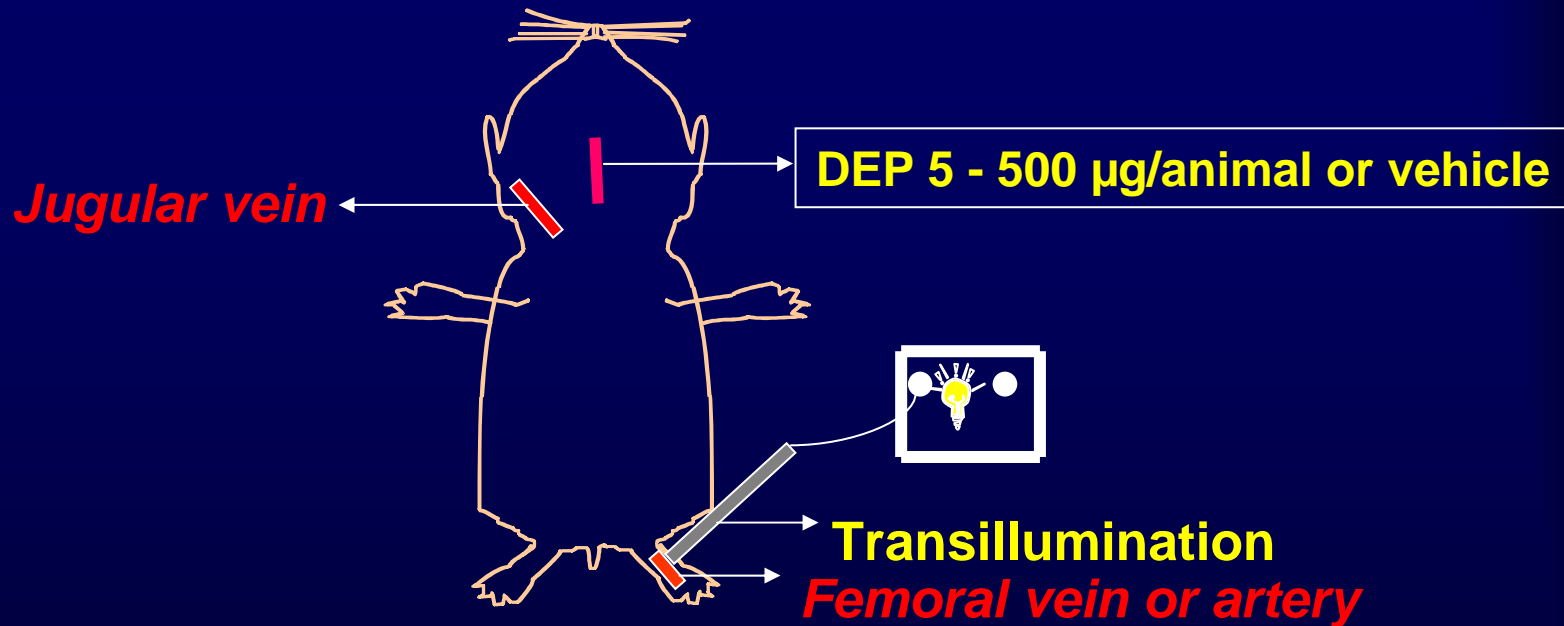 DEP 5 - 500 µg/animal or vehicle
Jugular vein
Transillumination
Femoral vein or artery